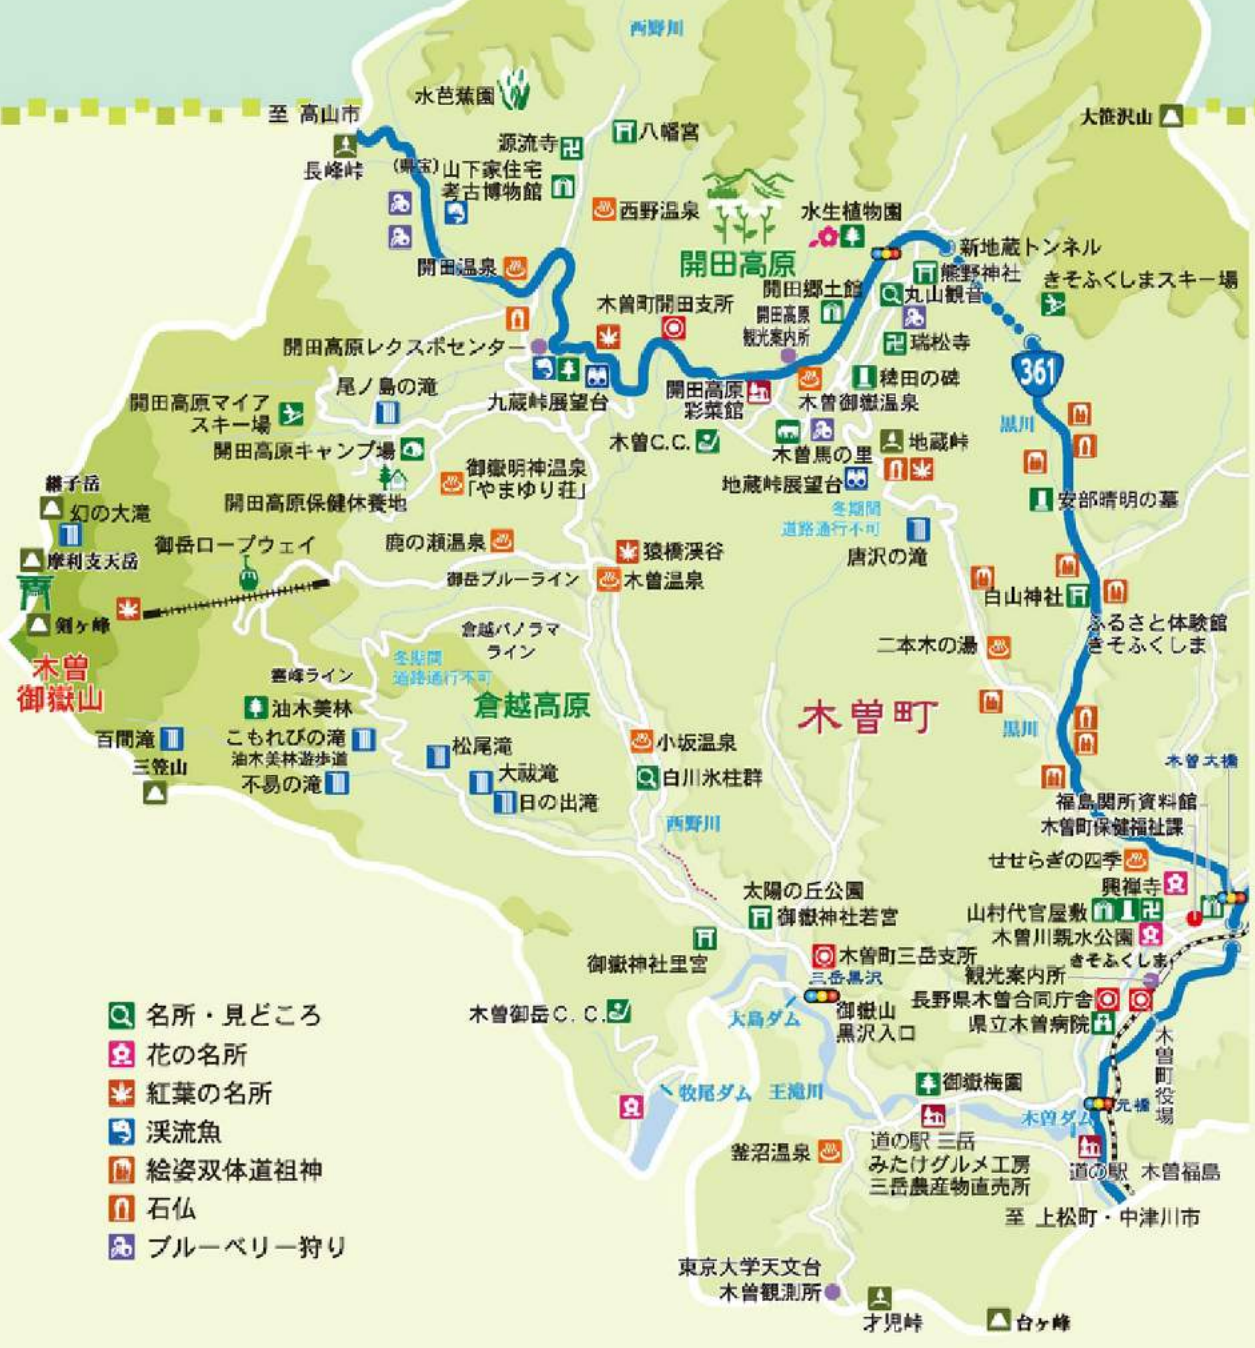 西野川
水芭蕉園
至 高山市
大笹沢山
八幡宮
源流寺
長峰峠
(県宝)山下家住宅
考古博物館
西野温泉
水生植物園
開田高原
新地蔵トンネル
開田温泉
熊野神社
きそふくしまスキー場
開田郷土館
丸山観音
木曽町開田支所
開田高原
観光案内所
瑞松寺
開田高原レクスポセンター
361
尾ノ島の滝
開田高原
彩菜館
稗田の碑
木曽御嶽温泉
九蔵峠展望台
開田高原マイア
スキー場
黒川
木曽C.C.
地蔵峠
開田高原キャンプ場
木曽馬の里
御嶽明神温泉
「やまゆり荘」
地蔵峠展望台
継子岳
開田高原保健休養地
安部晴明の墓
幻の大滝
冬期間
道路通行不可
御岳ロープウェイ
鹿の瀬温泉
猿橋渓谷
唐沢の滝
摩利支天岳
御岳ブルーライン
木曽温泉
白山神社
剣ヶ峰
倉越パノラマ
ライン
ふるさと体験館
きそふくしま
木曽
御嶽山
冬期間
道路通行不可
二本木の湯
霊峰ライン
倉越高原
油木美林
木曽町
黒川
百間滝
こもれびの滝
油木美林遊歩道
松尾滝
小坂温泉
三笠山
不易の滝
大祓滝
白川氷柱群
木曽大橋
日の出滝
福島関所資料館
西野川
木曽町保健福祉課
せせらぎの四季
興禅寺
太陽の丘公園
御嶽神社若宮
山村代官屋敷
木曽川親水公園
御嶽神社里宮
木曽町三岳支所
きそふくしま
観光案内所
三岳黒沢
長野県木曽合同庁舎
木曽御岳C.C.
大島ダム
御嶽山
黒沢入口
県立木曽病院
木曽町役場
名所・見どころ
花の名所
紅葉の名所
渓流魚
絵姿双体道祖神
石仏
ブルーベリー狩り
御嶽梅園
牧尾ダム
王滝川
木曽ダム
元橋
釜沼温泉
道の駅 三岳
みたけグルメ工房
三岳農産物直売所
道の駅 木曽福島
至 上松町・中津川市
東京大学天文台
木曽観測所
才児峠
台ヶ峰